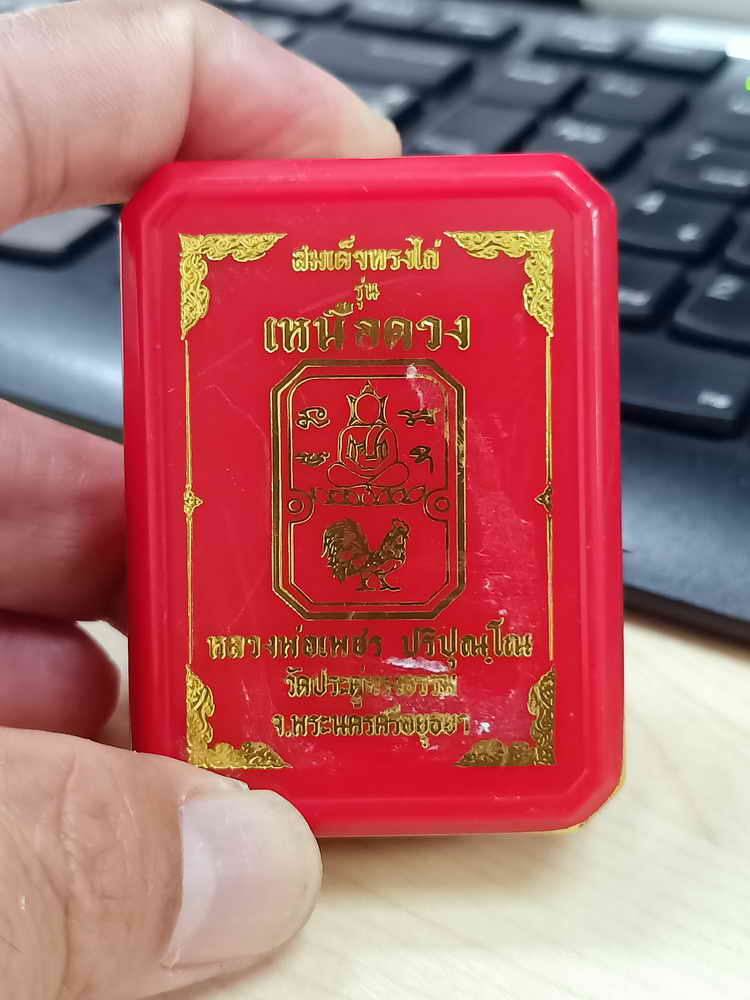 สมเด็จทรงไก่
รุ่น
เหนือดวง
หลวงพ่อเพชร ปริปุณฺโณ
วัดประดู่ทรงธรรม
จ.พระนครศรีอยุธยา